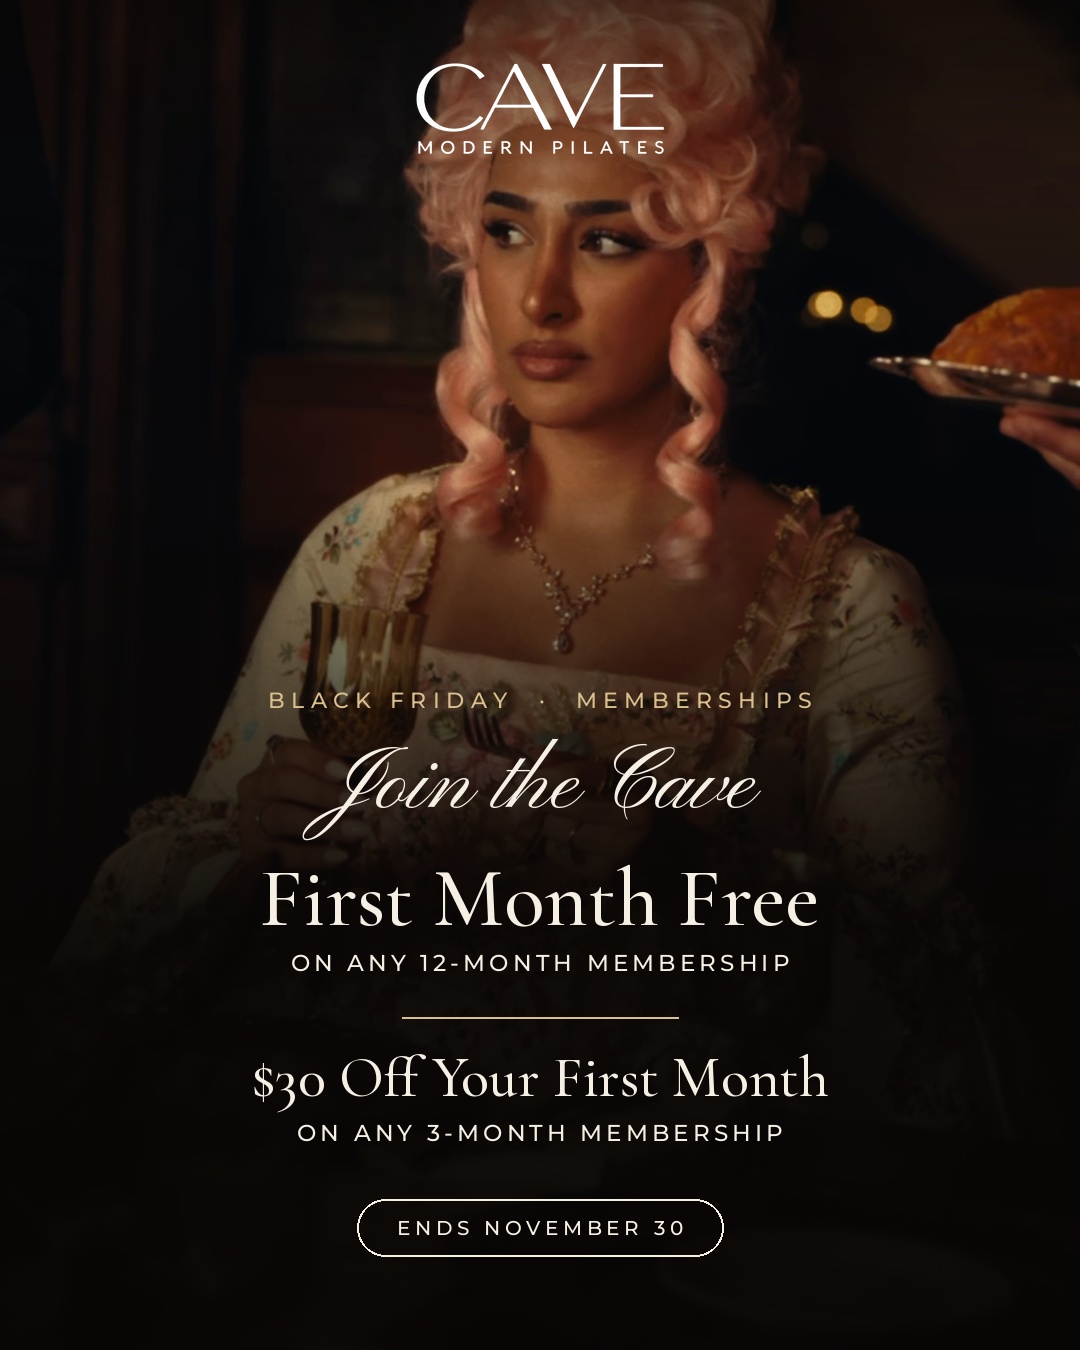 CAVE
MODERN PILATES
BLACK FRIDAY · MEMBERSHIPS
Join the Cave
First Month Free
ON ANY 12-MONTH MEMBERSHIP
$30 Off Your First Month
ON ANY 3-MONTH MEMBERSHIP
ENDS NOVEMBER 30